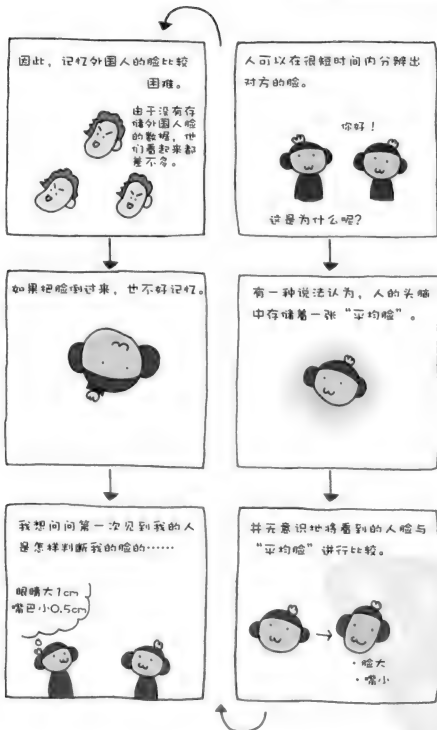 人可以在很短时间内分辨出
对方的脸。
你好！
这是为什么呢？
有一种说法认为，人的头脑
中存储着一张“平均脸”。
并无意识地将看到的人脸与
“平均脸”进行比较。
·脸大
·嘴小
因此，记忆外国人的脸比较
困难。
由于没有存
储外国人脸
的数据，他
们看起来都
差不多。
如果把脸倒过来，也不好记忆。
我想问问第一次见到我的人
是怎样判断我的脸的……
眼睛大1cm
嘴巴小0.5cm